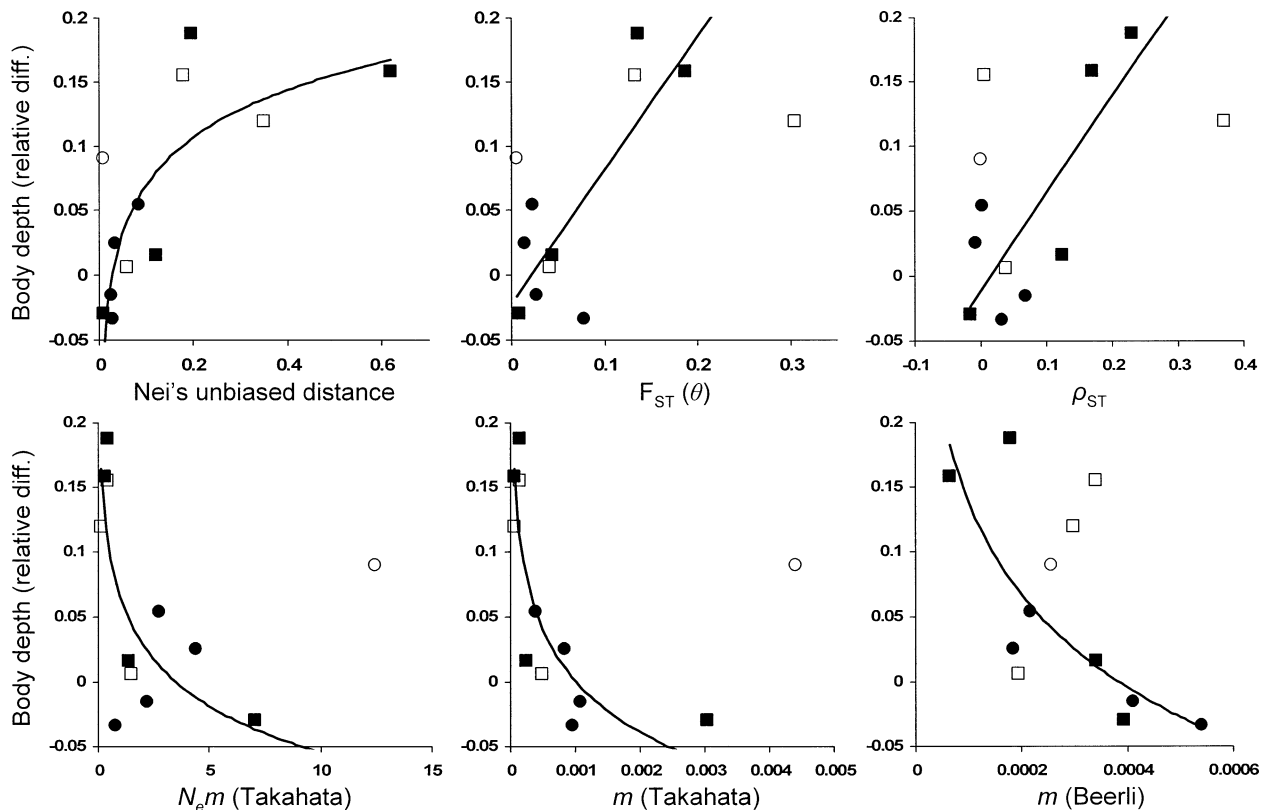 0.2
0.15
0.1
0.05
0
-0.05
Body depth (relative diff.)
0 0.2 0.4 0.6
Nei's unbiased distance
0.2
0.15
0.1
0.05
0
-0.05
0 0.1 0.2 0.3
F_ST (θ)
0.2
0.15
0.1
0.05
0
-0.05
-0.1 0 0.1 0.2 0.3 0.4
ρ_ST
0.2
0.15
0.1
0.05
0
-0.05
Body depth (relative diff.)
0 5 10 15
N_e m (Takahata)
0.2
0.15
0.1
0.05
0
-0.05
0 0.001 0.002 0.003 0.004 0.005
m (Takahata)
0.2
0.15
0.1
0.05
0
-0.05
0 0.0002 0.0004 0.0006
m (Beerli)